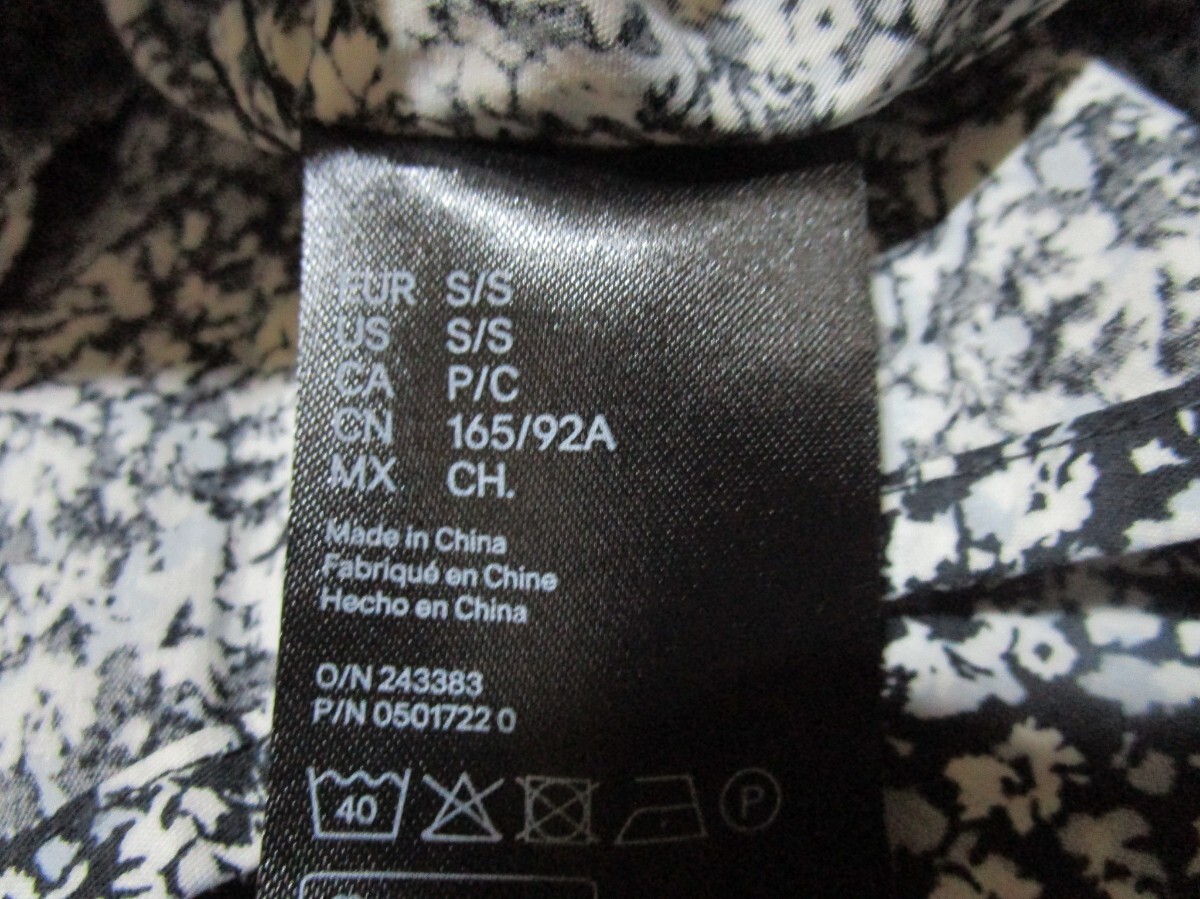 EUR S/S
US S/S
CA P/C
CN 165/92A
MX CH.
Made in China
Fabriqué en Chine
Hecho en China
O/N 243383
P/N 0501722 0
40
P